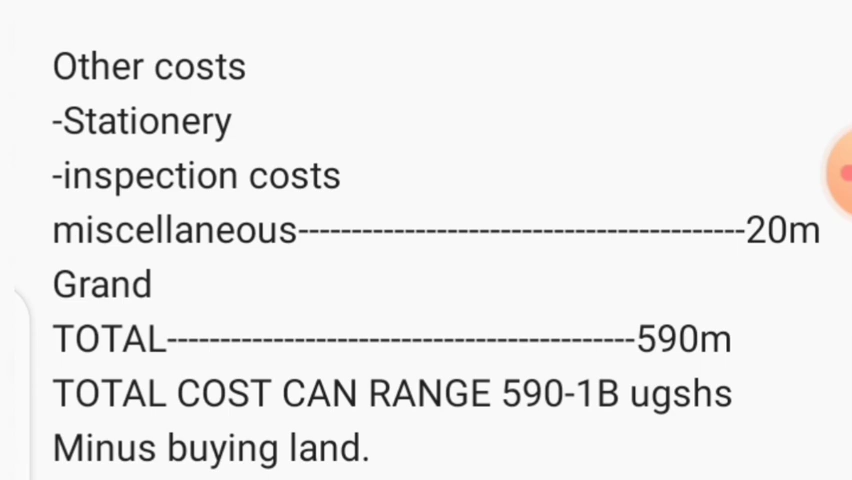 Other costs
-Stationery
-inspection costs
miscellaneous------------------------------------------20m
Grand
TOTAL--------------------------------------------590m
TOTAL COST CAN RANGE 590-1B ugshs
Minus buying land.